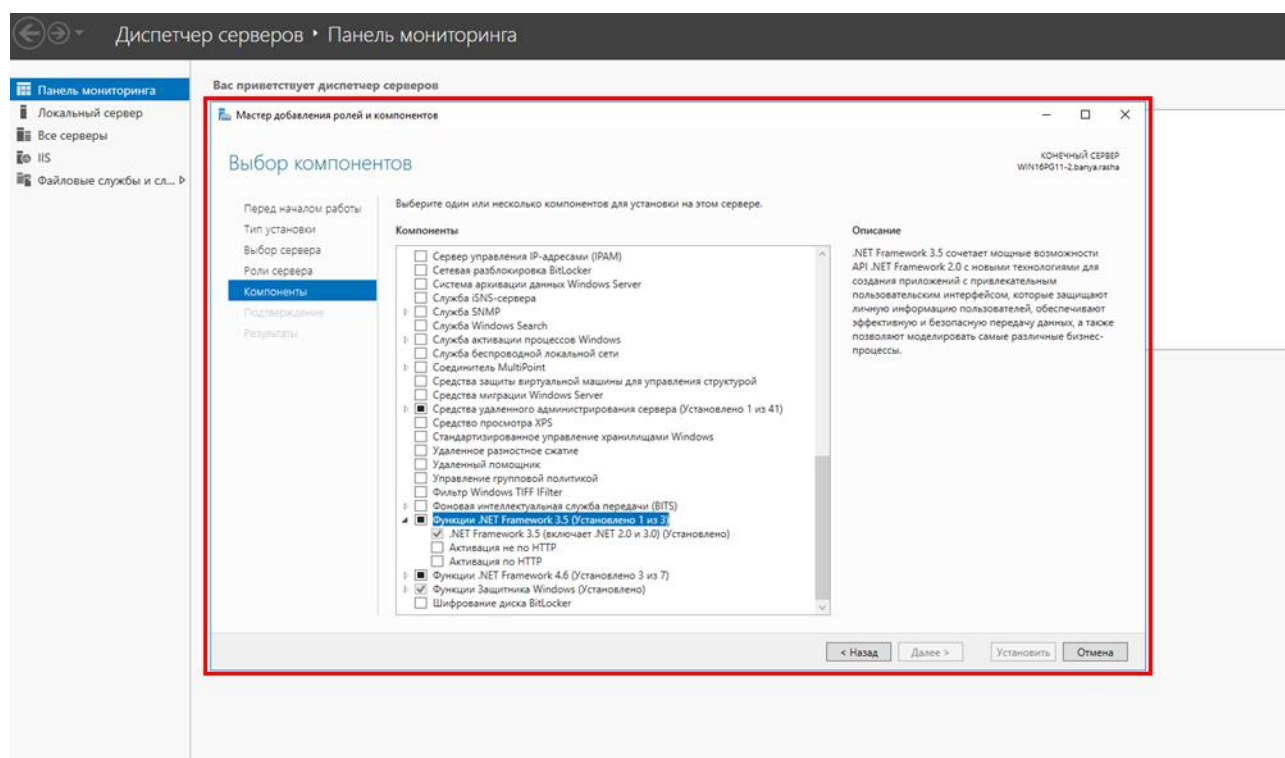 Диспетчер серверов ‣ Панель мониторинга
Панель мониторинга
Локальный сервер
Все серверы
IIS
Файловые службы и сл...
Вас приветствует диспетчер серверов
Мастер добавления ролей и компонентов
Выбор компонентов
КОНЕЧНЫЙ СЕРВЕР
WIN16PG11-2.banya.rasha
Перед началом работы
Тип установки
Выбор сервера
Роли сервера
Компоненты
Подтверждение
Результаты
Выберите один или несколько компонентов для установки на этом сервере.
Компоненты
Сервер управления IP-адресами (IPAM)
Сетевая разблокировка BitLocker
Система архивации данных Windows Server
Служба iSNS-сервера
Служба SNMP
Служба Windows Search
Служба активации процессов Windows
Служба беспроводной локальной сети
Соединитель MultiPoint
Средства защиты виртуальной машины для управления структурой
Средства миграции Windows Server
Средства удаленного администрирования сервера (Установлено 1 из 41)
Средство просмотра XPS
Стандартизированное управление хранилищами Windows
Удаленное разностное сжатие
Удаленный помощник
Управление групповой политикой
Фильтр Windows TIFF IFilter
Фоновая интеллектуальная служба передачи (BITS)
Функции .NET Framework 3.5 (Установлено 1 из 3)
.NET Framework 3.5 (включает .NET 2.0 и 3.0) (Установлено)
Активация не по HTTP
Активация по HTTP
Функции .NET Framework 4.6 (Установлено 3 из 7)
Функции Защитника Windows (Установлено)
Шифрование диска BitLocker
Описание
.NET Framework 3.5 сочетает мощные возможности
API .NET Framework 2.0 с новыми технологиями для
создания приложений с привлекательным
пользовательским интерфейсом, которые защищают
личную информацию пользователей, обеспечивают
эффективную и безопасную передачу данных, а также
позволяют моделировать самые различные бизнес-
процессы.
< Назад
Далее >
Установить
Отмена